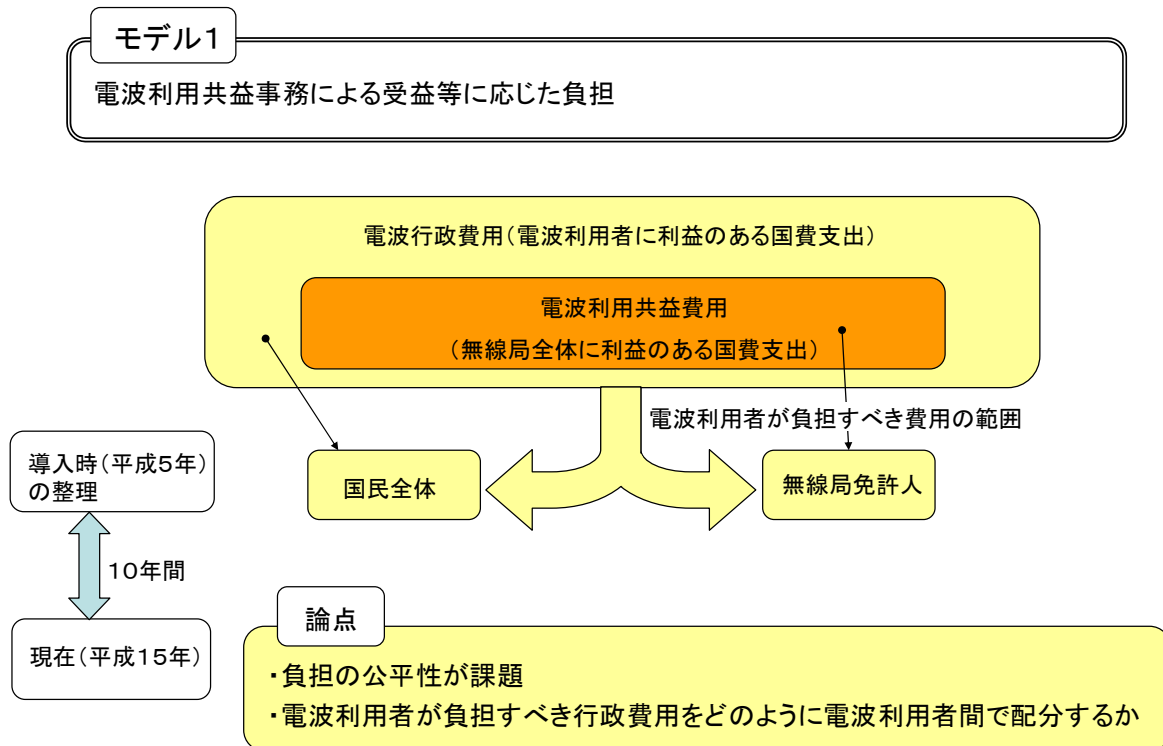 モデル1
電波利用共益事務による受益等に応じた負担
電波行政費用(電波利用者に利益のある国費支出)
電波利用共益費用
(無線局全体に利益のある国費支出)
電波利用者が負担すべき費用の範囲
国民全体
無線局免許人
導入時(平成5年)
の整理
10年間
現在(平成15年)
論点
・負担の公平性が課題
・電波利用者が負担すべき行政費用をどのように電波利用者間で配分するか